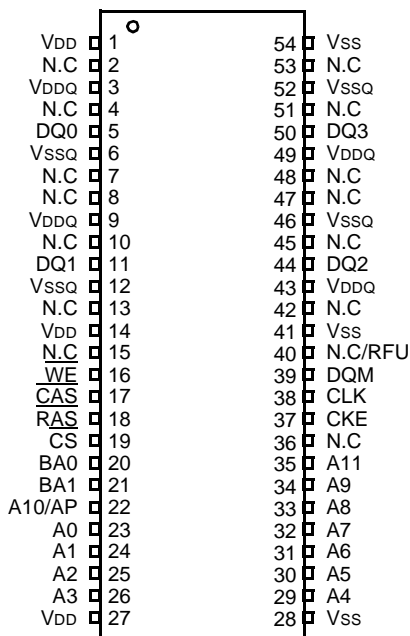 VDD 1 54 VSS
N.C 2 53 N.C
VDDQ 3 52 VSSQ
N.C 4 51 N.C
DQ0 5 50 DQ3
VSSQ 6 49 VDDQ
N.C 7 48 N.C
N.C 8 47 N.C
VDDQ 9 46 VSSQ
N.C 10 45 N.C
DQ1 11 44 DQ2
VSSQ 12 43 VDDQ
N.C 13 42 N.C
VDD 14 41 VSS
N.C 15 40 N.C/RFU
WE 16 39 DQM
CAS 17 38 CLK
RAS 18 37 CKE
CS 19 36 N.C
BA0 20 35 A11
BA1 21 34 A9
A10/AP 22 33 A8
A0 23 32 A7
A1 24 31 A6
A2 25 30 A5
A3 26 29 A4
VDD 27 28 VSS